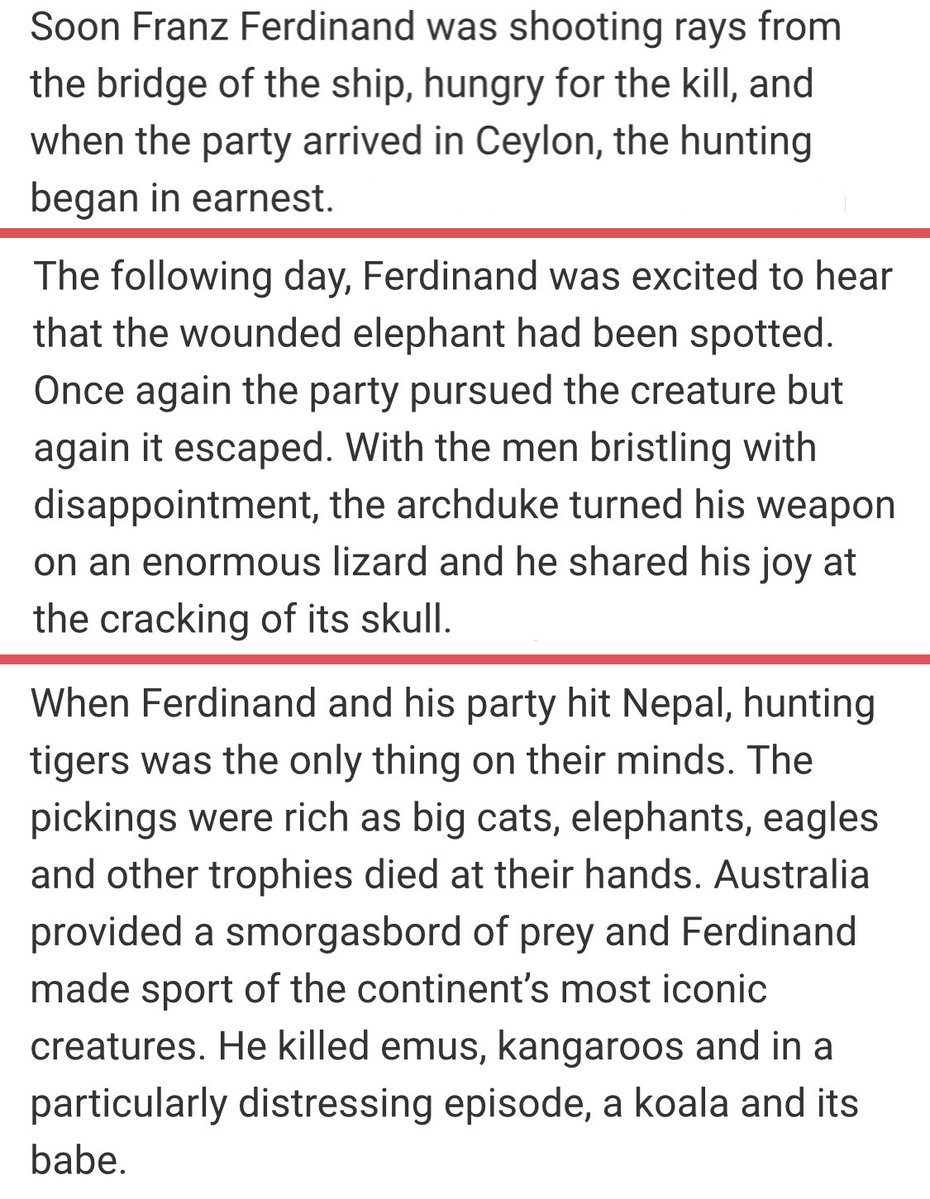 Soon Franz Ferdinand was shooting rays from
the bridge of the ship, hungry for the kill, and
when the party arrived in Ceylon, the hunting
began in earnest.
The following day, Ferdinand was excited to hear
that the wounded elephant had been spotted.
Once again the party pursued the creature but
again it escaped. With the men bristling with
disappointment, the archduke turned his weapon
on an enormous lizard and he shared his joy at
the cracking of its skull.
When Ferdinand and his party hit Nepal, hunting
tigers was the only thing on their minds. The
pickings were rich as big cats, elephants, eagles
and other trophies died at their hands. Australia
provided a smorgasbord of prey and Ferdinand
made sport of the continent’s most iconic
creatures. He killed emus, kangaroos and in a
particularly distressing episode, a koala and its
babe.